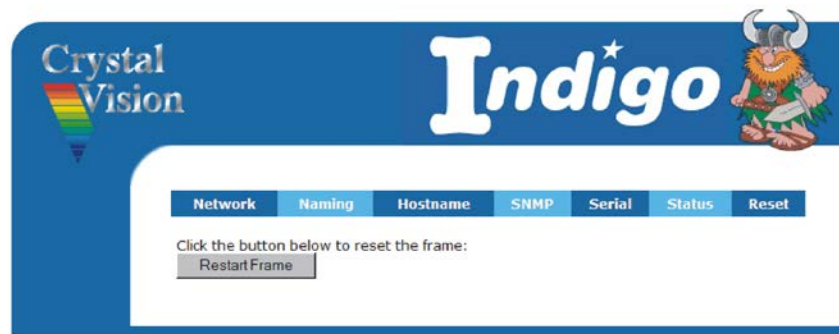 Crystal
Vision
Indigo
Network Naming Hostname SNMP Serial Status Reset
Click the button below to reset the frame:
Restart Frame